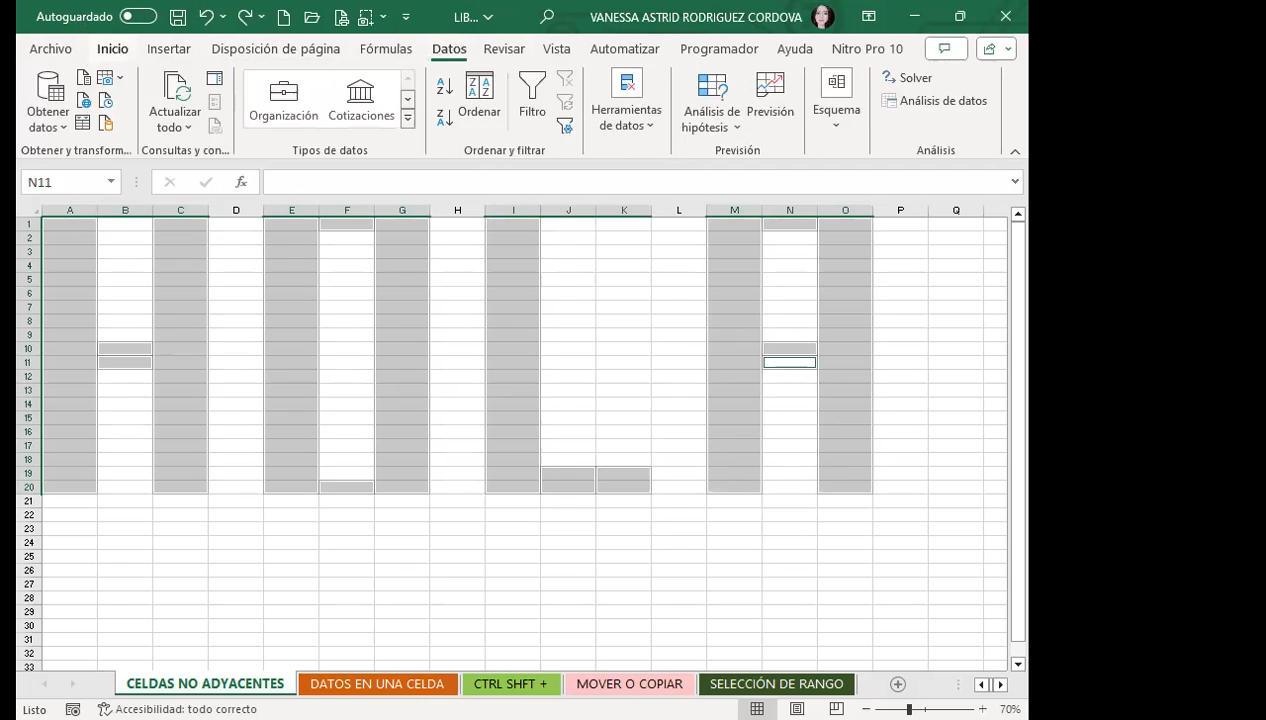 Autoguardado LIB... VANESSA ASTRID RODRIGUEZ CORDOVA
Archivo Inicio Insertar Disposición de página Fórmulas Datos Revisar Vista Automatizar Programador Ayuda Nitro Pro 10
Obtener datos
Actualizar todo
Organización Cotizaciones
Ordenar
Filtro
Herramientas de datos
Análisis de hipótesis
Previsión
Esquema
Solver
Análisis de datos
Obtener y transform... Consultas y con... Tipos de datos Ordenar y filtrar Previsión Análisis
N11 fx
A B C D E F G H I J K L M N O P Q
1
2
3
4
5
6
7
8
9
10
11
12
13
14
15
16
17
18
19
20
21
22
23
24
25
26
27
28
29
30
31
32
33
CELDAS NO ADYACENTES DATOS EN UNA CELDA CTRL SHFT + MOVER O COPIAR SELECCIÓN DE RANGO
Listo Accesibilidad: todo correcto 70%